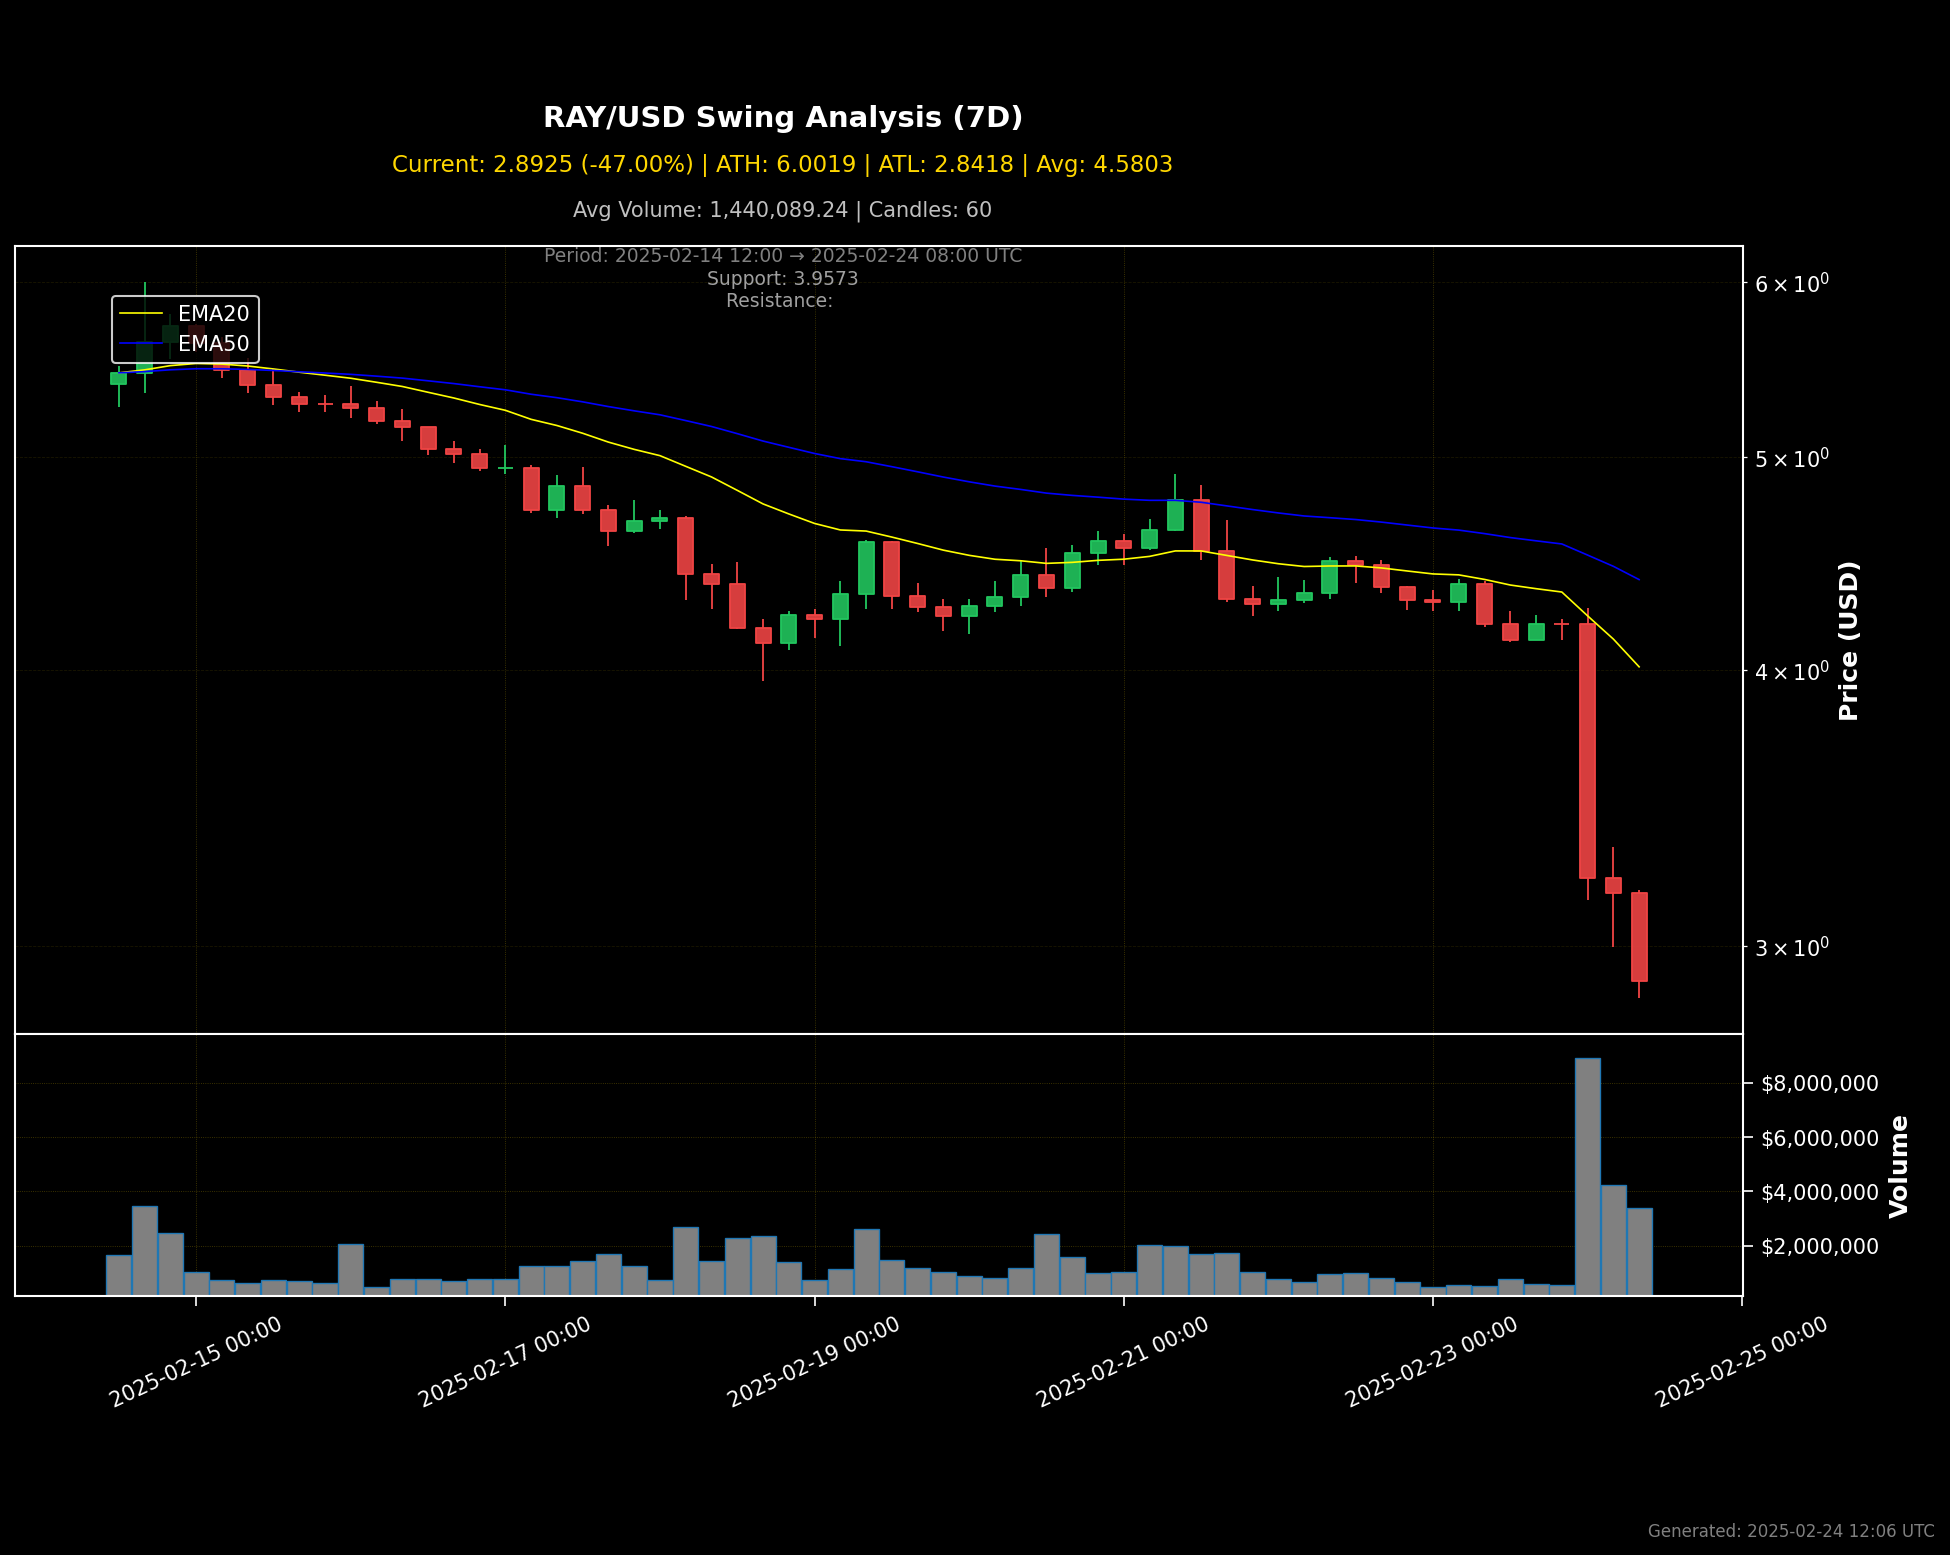 RAY/USD Swing Analysis (7D)
Current: 2.8925 (-47.00%) | ATH: 6.0019 | ATL: 2.8418 | Avg: 4.5803
Avg Volume: 1,440,089.24 | Candles: 60
Period: 2025-02-14 12:00 → 2025-02-24 08:00 UTC
Support: 3.9573
Resistance:
EMA20
EMA50
6 × 10⁰
5 × 10⁰
4 × 10⁰
3 × 10⁰
Price (USD)
$8,000,000
$6,000,000
$4,000,000
$2,000,000
Volume
2025-02-15 00:00
2025-02-17 00:00
2025-02-19 00:00
2025-02-21 00:00
2025-02-23 00:00
2025-02-25 00:00
Generated: 2025-02-24 12:06 UTC